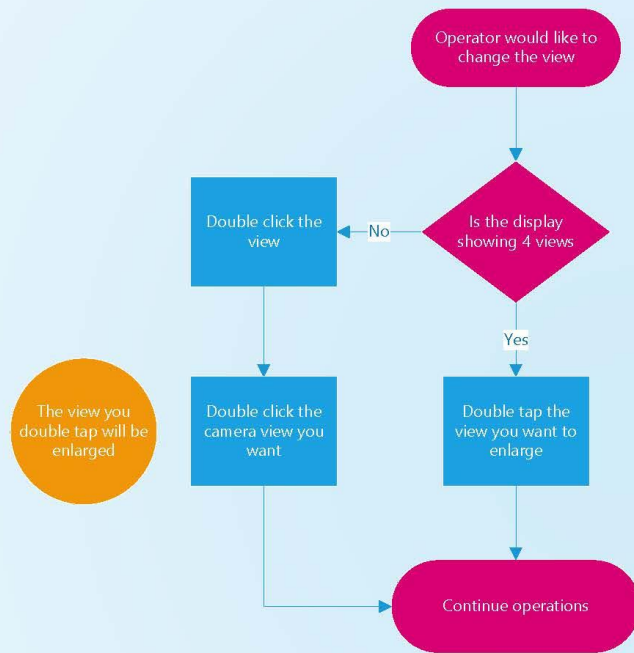 Operator would like to
change the view
Is the display
showing 4 views
No
Double click the
view
Yes
The view you
double tap will be
enlarged
Double click the
camera view you
want
Double tap the
view you want to
enlarge
Continue operations